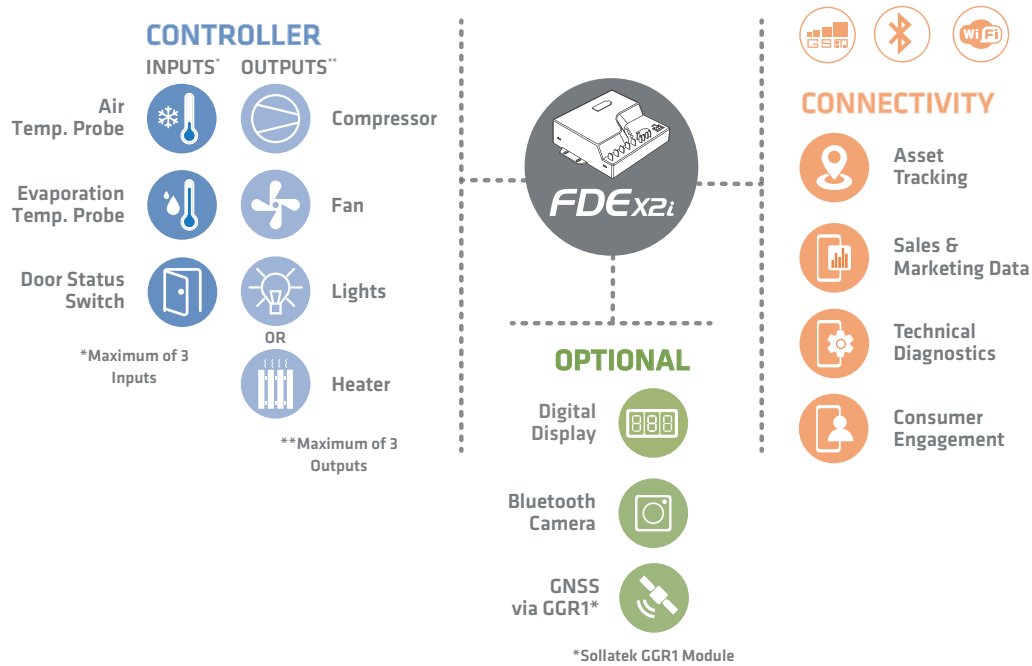 CONTROLLER
INPUTS* OUTPUTS**
Air
Temp. Probe
Compressor
Evaporation
Temp. Probe
Fan
Door Status
Switch
Lights
*Maximum of 3
Inputs
OR
Heater
**Maximum of 3
Outputs
FDEx2i
OPTIONAL
Digital
Display
888
Bluetooth
Camera
GNSS
via GGR1*
*Sollatek GGR1 Module
GSM
WiFi
CONNECTIVITY
Asset
Tracking
Sales &
Marketing Data
Technical
Diagnostics
Consumer
Engagement